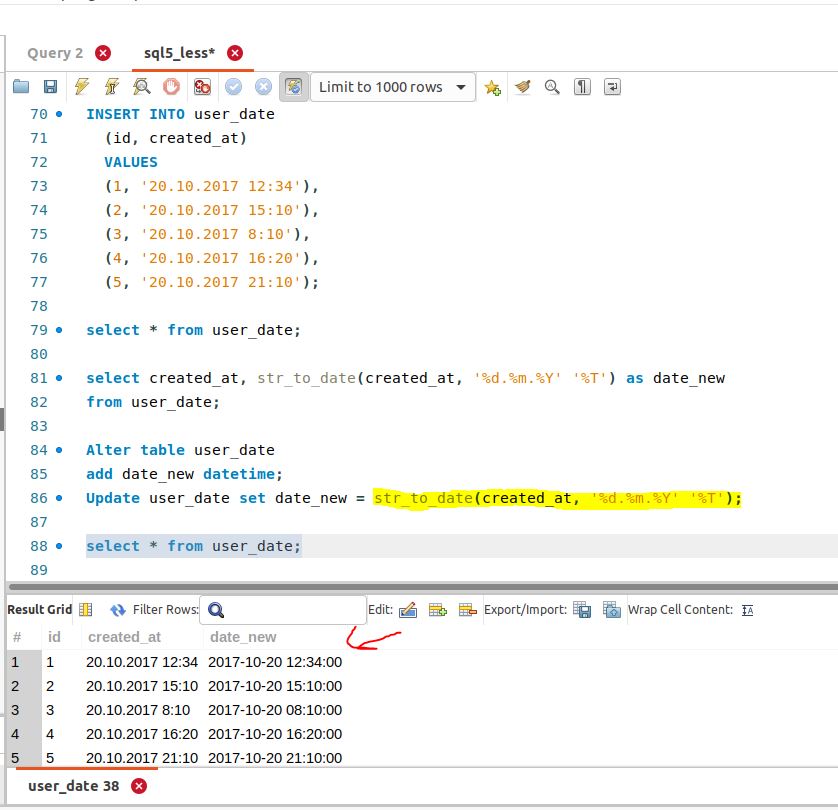 Query 2
sql5_less*
Limit to 1000 rows
70 INSERT INTO user_date
71 (id, created_at)
72 VALUES
73 (1, '20.10.2017 12:34'),
74 (2, '20.10.2017 15:10'),
75 (3, '20.10.2017 8:10'),
76 (4, '20.10.2017 16:20'),
77 (5, '20.10.2017 21:10');
78
79 select * from user_date;
80
81 select created_at, str_to_date(created_at, '%d.%m.%Y' '%T') as date_new
82 from user_date;
83
84 Alter table user_date
85 add date_new datetime;
86 Update user_date set date_new = str_to_date(created_at, '%d.%m.%Y' '%T');
87
88 select * from user_date;
89
Result Grid Filter Rows: Edit: Export/Import: Wrap Cell Content:
# id created_at date_new
1 1 20.10.2017 12:34 2017-10-20 12:34:00
2 2 20.10.2017 15:10 2017-10-20 15:10:00
3 3 20.10.2017 8:10 2017-10-20 08:10:00
4 4 20.10.2017 16:20 2017-10-20 16:20:00
5 5 20.10.2017 21:10 2017-10-20 21:10:00
user_date 38